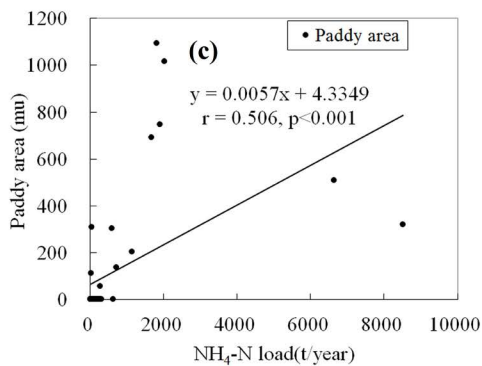 1200
Paddy area
(c)
1000
y = 0.0057x + 4.3349
r = 0.506, p<0.001
800
600
400
200
0
Paddy area (mu)
0 2000 4000 6000 8000 10000
NH4-N load(t/year)